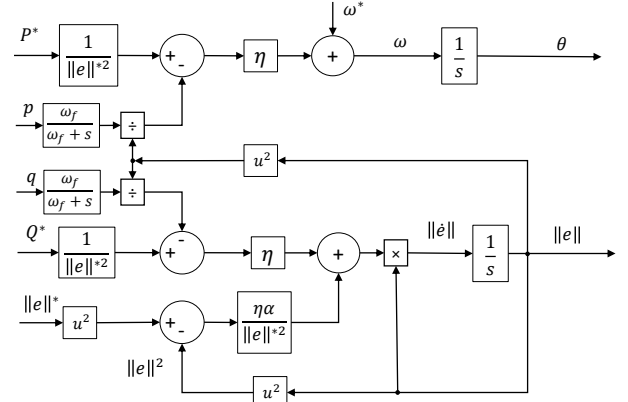 ω*
P* 1/‖e‖*² + - η + ω 1/s θ
p ω_f/(ω_f + s) ÷
u²
q ω_f/(ω_f + s) ÷
Q* 1/‖e‖*² + - η + × ‖ė‖ 1/s ‖e‖
‖e‖* u² + - ηα/‖e‖*²
‖e‖² u²